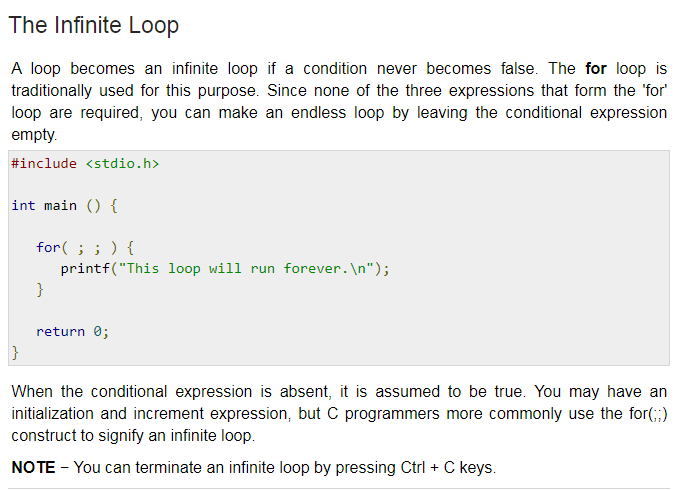 The Infinite Loop
A loop becomes an infinite loop if a condition never becomes false. The for loop is
traditionally used for this purpose. Since none of the three expressions that form the 'for'
loop are required, you can make an endless loop by leaving the conditional expression
empty.
#include <stdio.h>
int main () {
for( ; ; ) {
printf("This loop will run forever.\n");
}
return 0;
}
When the conditional expression is absent, it is assumed to be true. You may have an
initialization and increment expression, but C programmers more commonly use the for(;;)
construct to signify an infinite loop.
NOTE − You can terminate an infinite loop by pressing Ctrl + C keys.